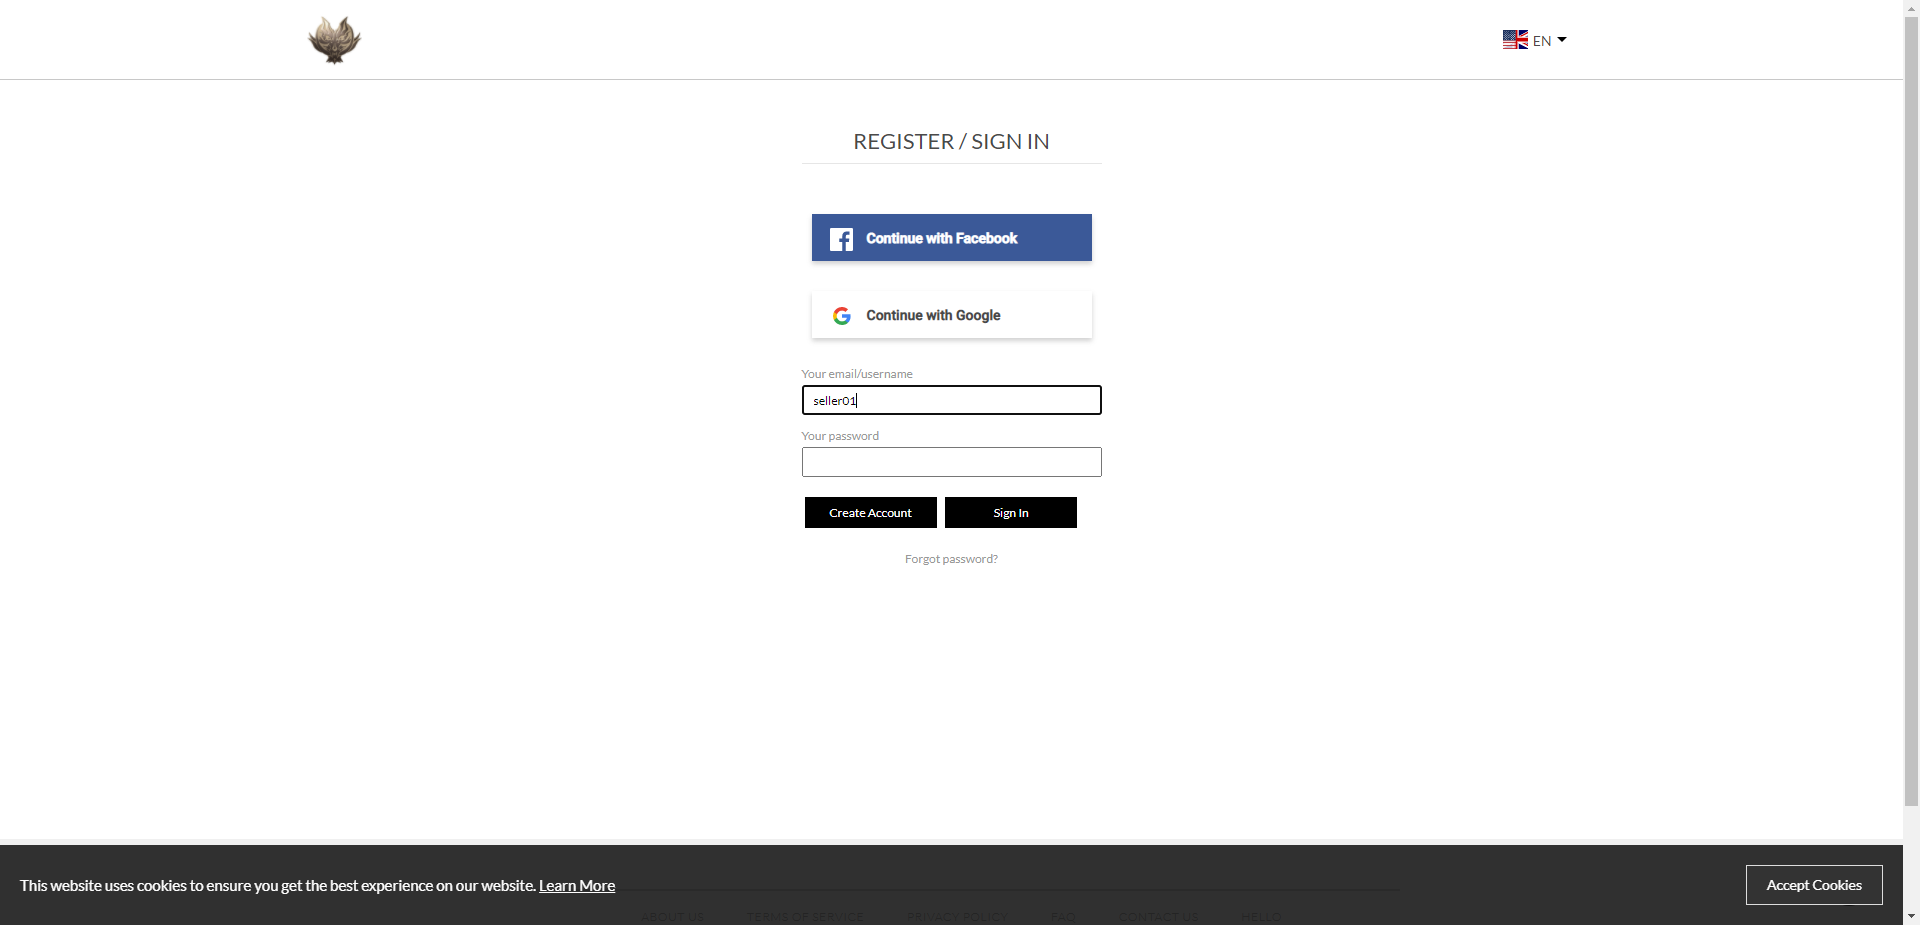 EN
REGISTER / SIGN IN
Continue with Facebook
Continue with Google
Your email/username
seller01
Your password
Create Account
Sign In
Forgot password?
This website uses cookies to ensure you get the best experience on our website. Learn More
Accept Cookies
ABOUT US
TERMS OF SERVICE
PRIVACY POLICY
FAQ
CONTACT US
HELLO